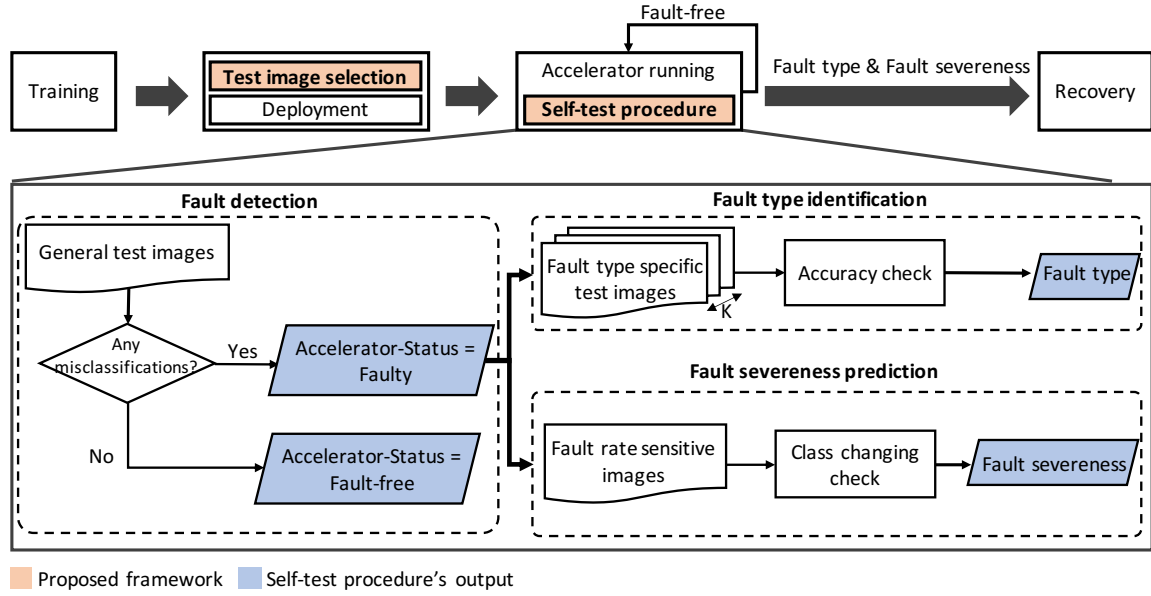 Fault-free
Training
Test image selection
Deployment
Accelerator running
Self-test procedure
Fault type & Fault severeness
Recovery
Fault detection
General test images
Any
misclassifications?
Yes
No
Accelerator-Status =
Faulty
Accelerator-Status =
Fault-free
Fault type identification
Fault type specific
test images
K
Accuracy check
Fault type
Fault severeness prediction
Fault rate sensitive
images
Class changing
check
Fault severeness
Proposed framework
Self-test procedure's output